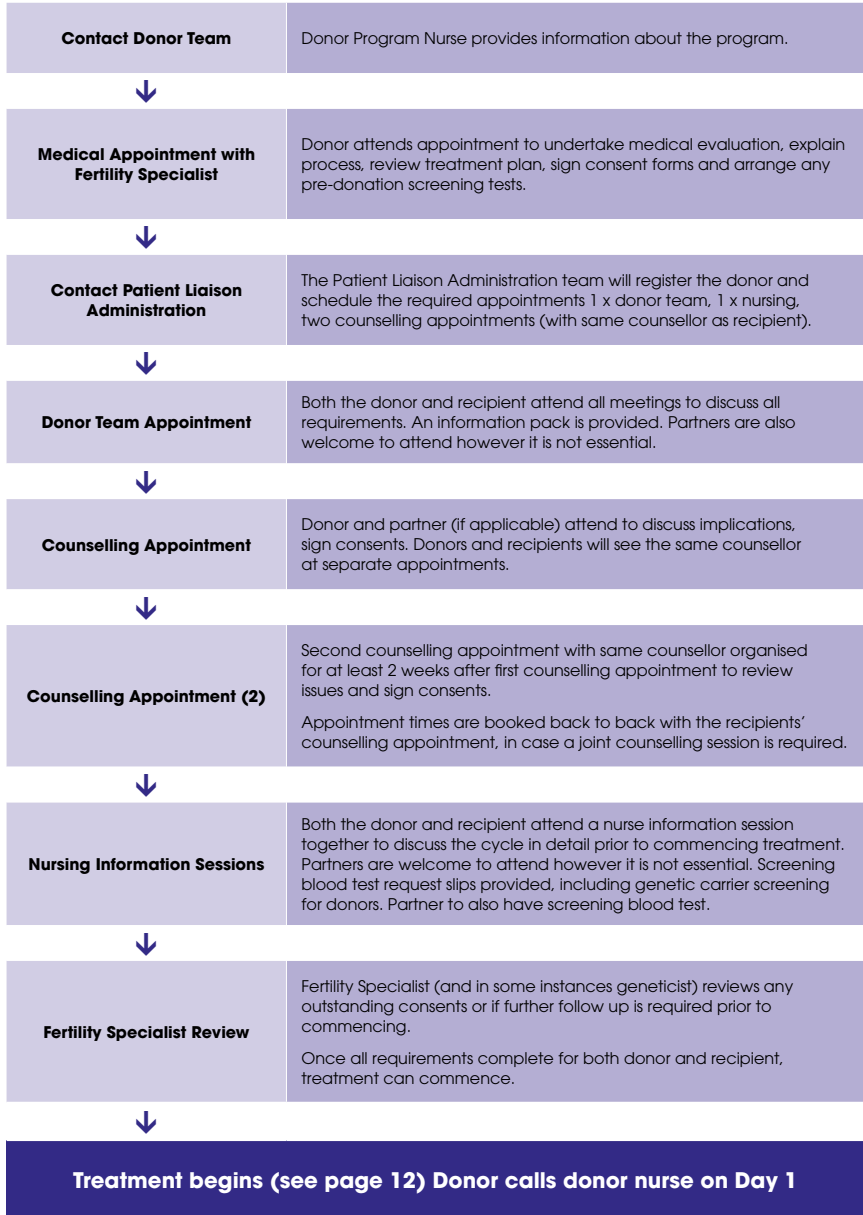 Contact Donor Team
Donor Program Nurse provides information about the program.
Medical Appointment with
Fertility Specialist
Donor attends appointment to undertake medical evaluation, explain
process, review treatment plan, sign consent forms and arrange any
pre-donation screening tests.
Contact Patient Liaison
Administration
The Patient Liaison Administration team will register the donor and
schedule the required appointments 1 x donor team, 1 x nursing,
two counselling appointments (with same counsellor as recipient).
Donor Team Appointment
Both the donor and recipient attend all meetings to discuss all
requirements. An information pack is provided. Partners are also
welcome to attend however it is not essential.
Counselling Appointment
Donor and partner (if applicable) attend to discuss implications,
sign consents. Donors and recipients will see the same counsellor
at separate appointments.
Counselling Appointment (2)
Second counselling appointment with same counsellor organised
for at least 2 weeks after first counselling appointment to review
issues and sign consents.
Appointment times are booked back to back with the recipients’
counselling appointment, in case a joint counselling session is required.
Nursing Information Sessions
Both the donor and recipient attend a nurse information session
together to discuss the cycle in detail prior to commencing treatment.
Partners are welcome to attend however it is not essential. Screening
blood test request slips provided, including genetic carrier screening
for donors. Partner to also have screening blood test.
Fertility Specialist Review
Fertility Specialist (and in some instances geneticist) reviews any
outstanding consents or if further follow up is required prior to
commencing.
Once all requirements complete for both donor and recipient,
treatment can commence.
Treatment begins (see page 12) Donor calls donor nurse on Day 1